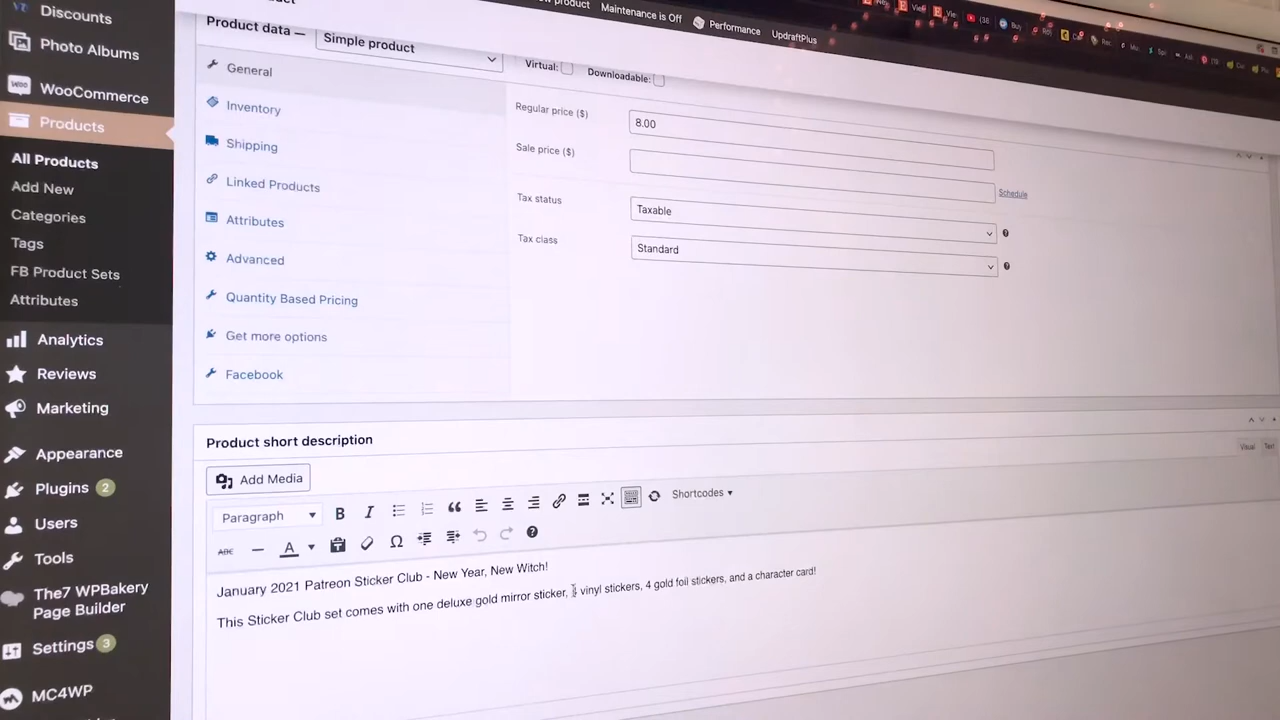 Discounts
Photo Albums
WooCommerce
Products
All Products
Add New
Categories
Tags
FB Product Sets
Attributes
Analytics
Reviews
Marketing
Appearance
Plugins 2
Users
Tools
The7 WPBakery
Page Builder
Settings 3
MC4WP
product Maintenance is Off Performance UpdraftPlus
Product data — Simple product Virtual: Downloadable:
General
Inventory
Shipping
Linked Products
Attributes
Advanced
Quantity Based Pricing
Get more options
Facebook
Regular price ($) 8.00
Sale price ($)
Schedule
Tax status Taxable
Tax class Standard
Product short description
Add Media Visual Text
Paragraph B I Shortcodes
ABC A
January 2021 Patreon Sticker Club - New Year, New Witch!
This Sticker Club set comes with one deluxe gold mirror sticker, vinyl stickers, 4 gold foil stickers, and a character card!